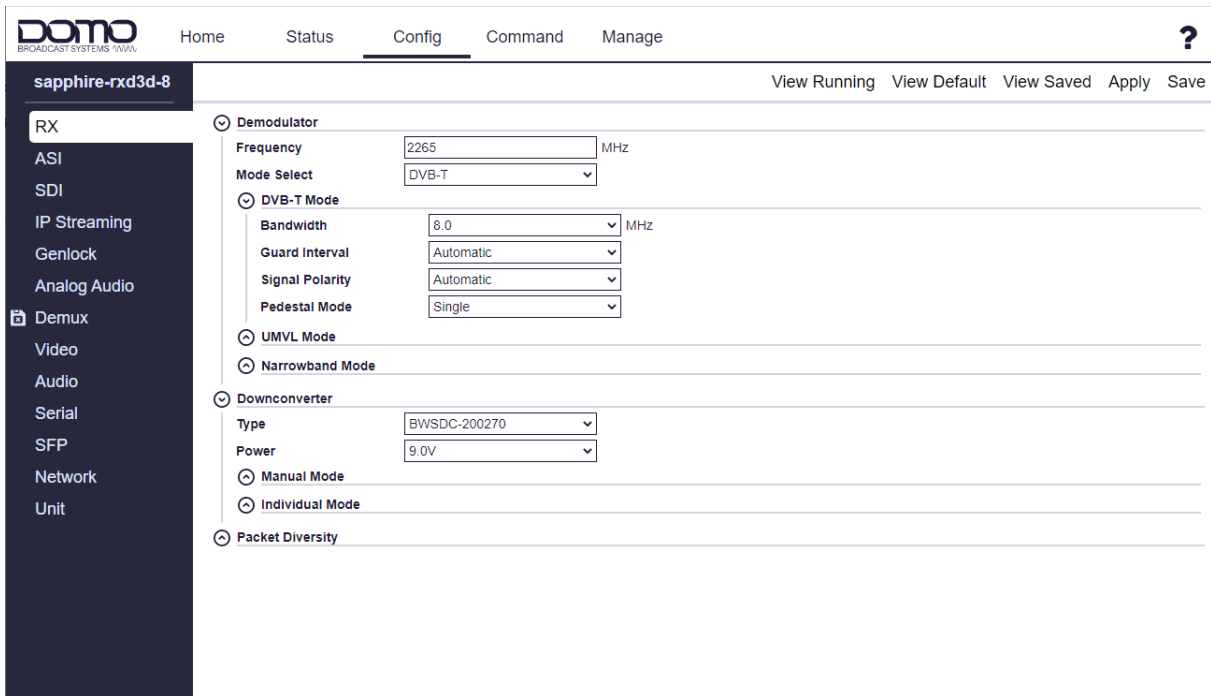 DOMO
BROADCAST SYSTEMS
Home Status Config Command Manage ?
sapphire-rxd3d-8
View Running View Default View Saved Apply Save
RX
ASI
SDI
IP Streaming
Genlock
Analog Audio
Demux
Video
Audio
Serial
SFP
Network
Unit
Demodulator
Frequency 2265 MHz
Mode Select DVB-T
DVB-T Mode
Bandwidth 8.0 MHz
Guard Interval Automatic
Signal Polarity Automatic
Pedestal Mode Single
UMVL Mode
Narrowband Mode
Downconverter
Type BWSDC-200270
Power 9.0V
Manual Mode
Individual Mode
Packet Diversity